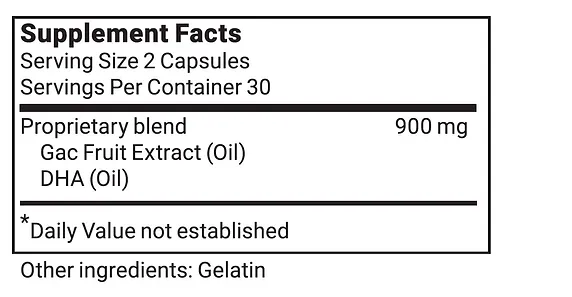 Supplement Facts
Serving Size 2 Capsules
Servings Per Container 30
Proprietary blend 900 mg
Gac Fruit Extract (Oil)
DHA (Oil)
*Daily Value not established
Other ingredients: Gelatin